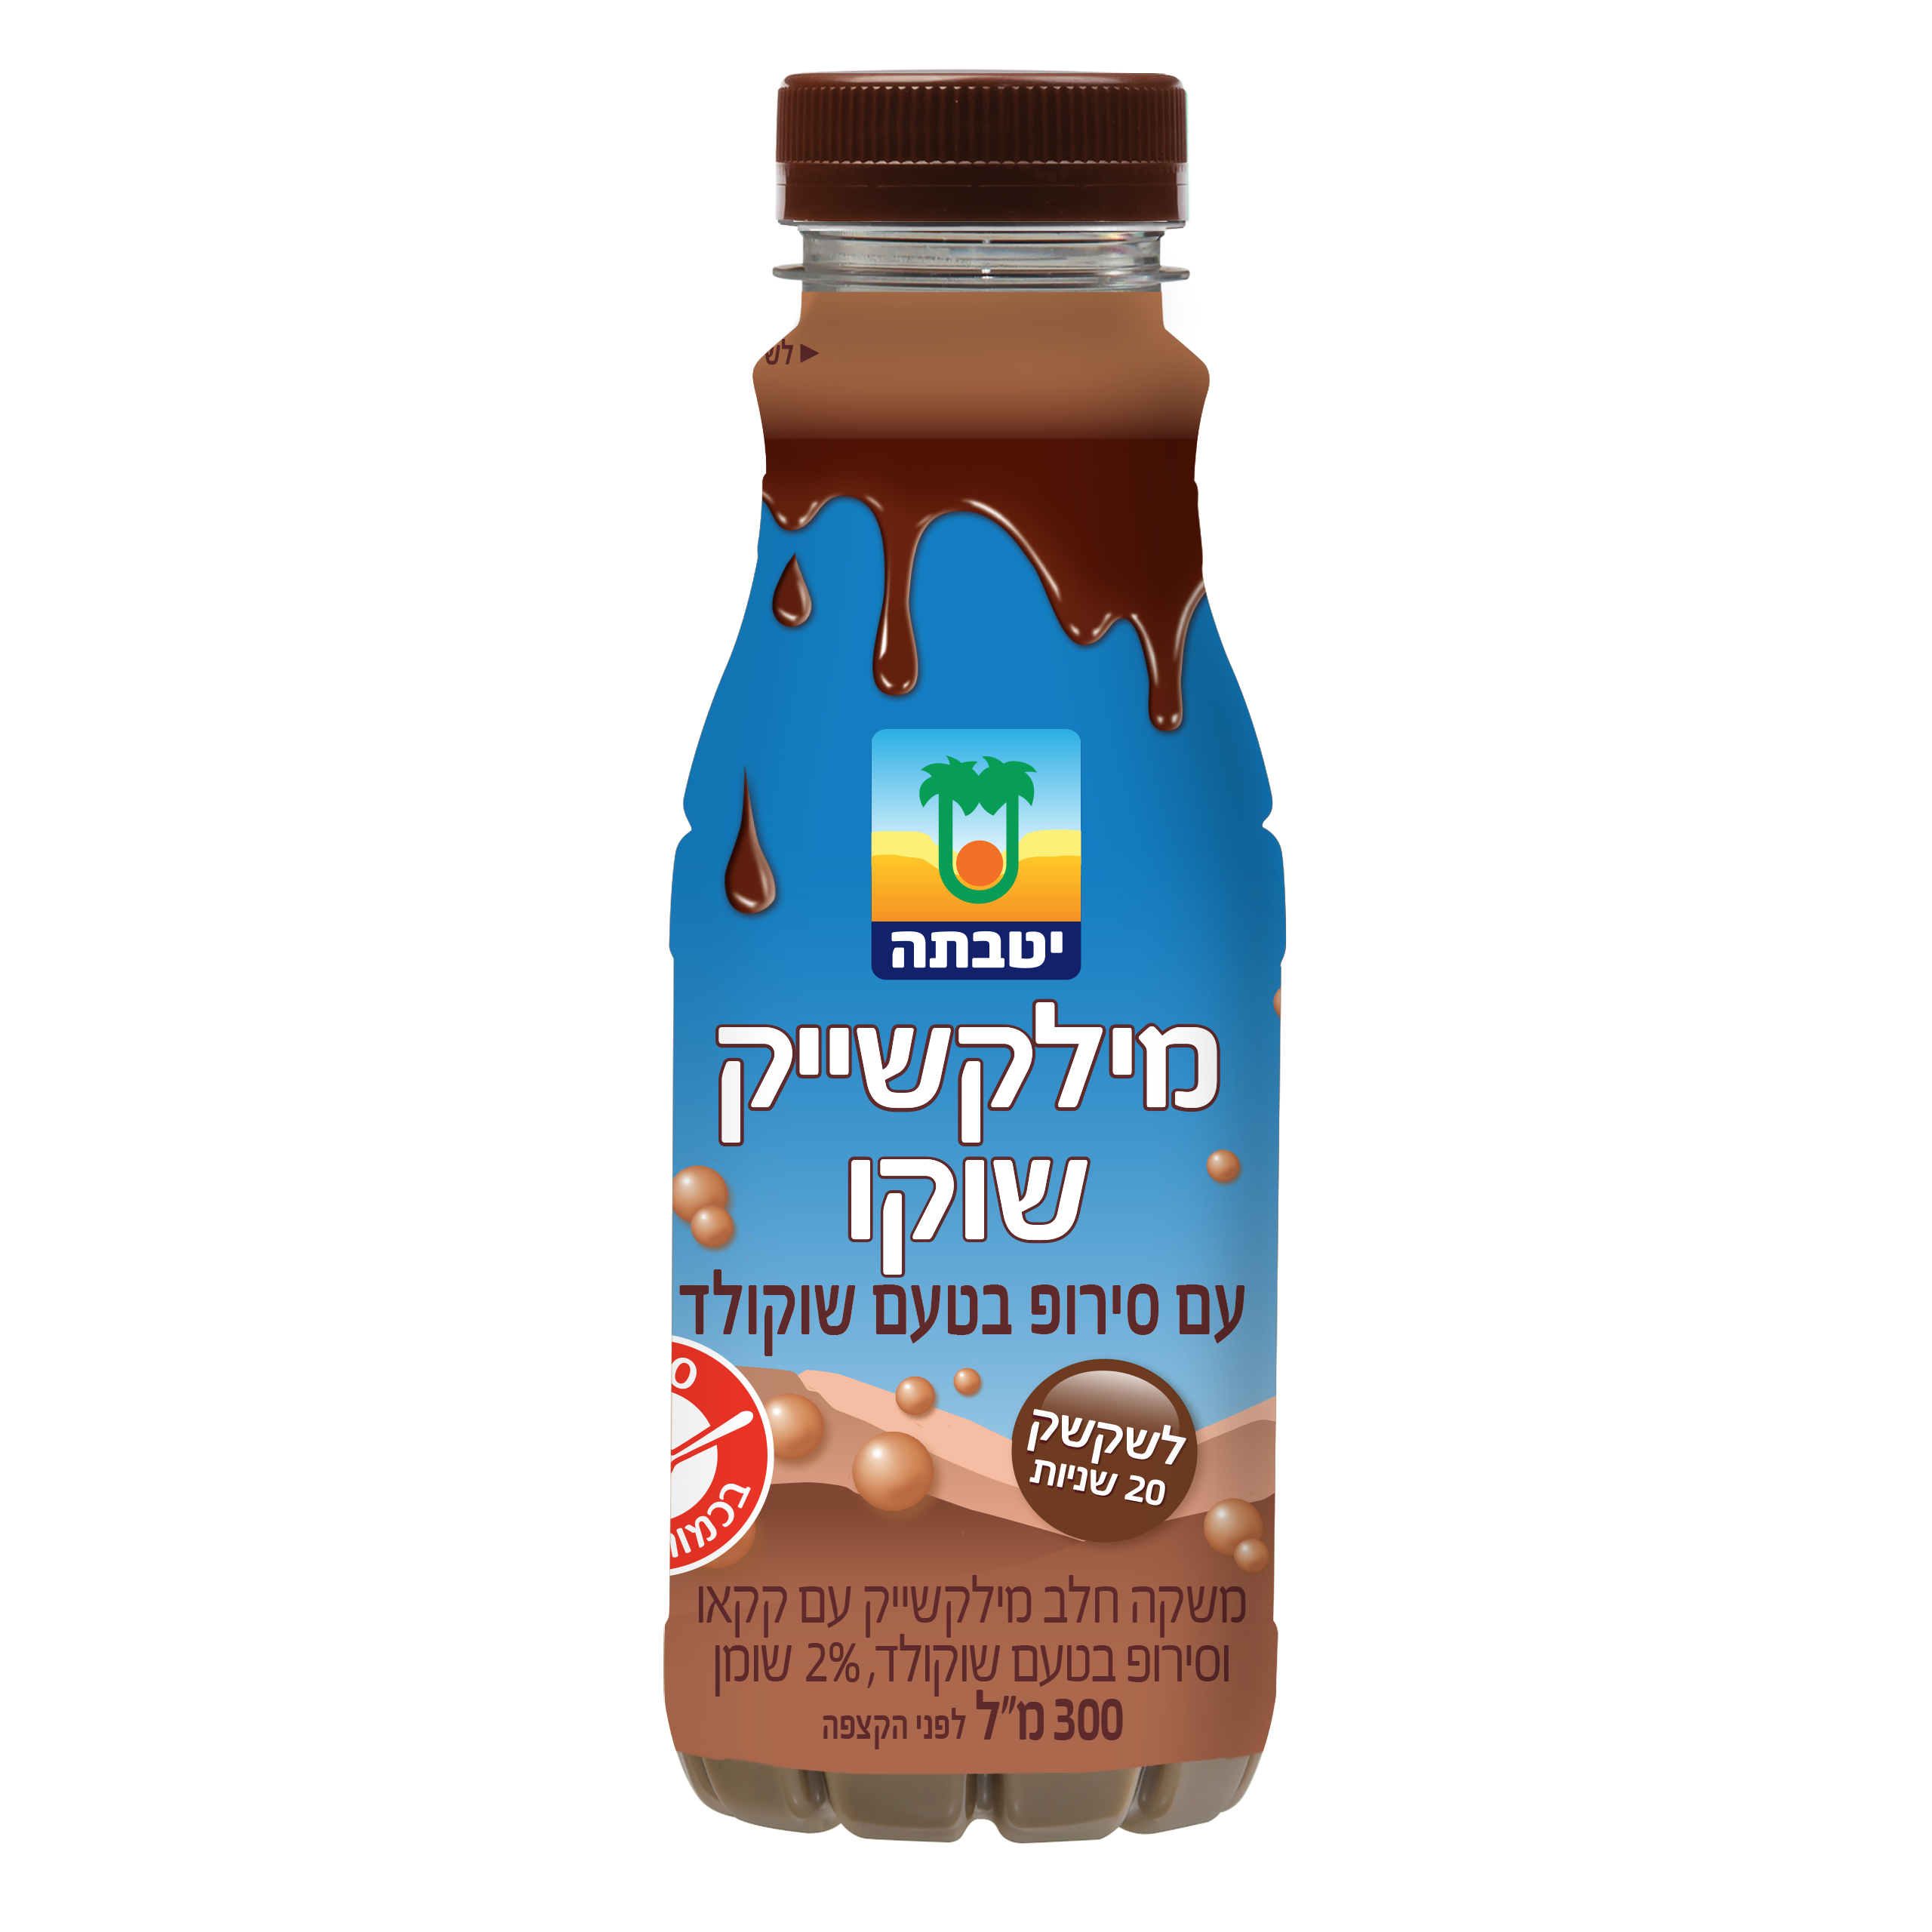 יטבתה
מילקשייק
שוקו
עם סירופ בטעם שוקולד
לשקשק
20 שניות
משקה חלב מילקשייק עם קקאו
וסירופ בטעם שוקולד, 2% שומן
300 מ"ל לפני הקצפה